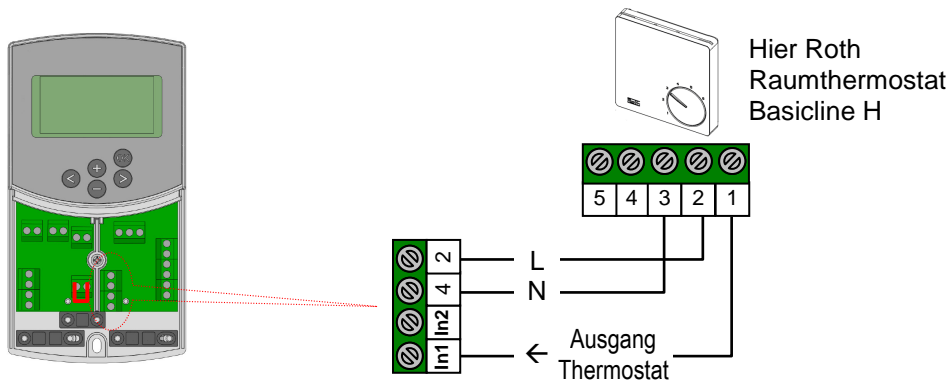 Hier Roth
Raumthermostat
Basicline H
5 4 3 2 1
2
4
In2
In1
L
N
← Ausgang
Thermostat
< + - >